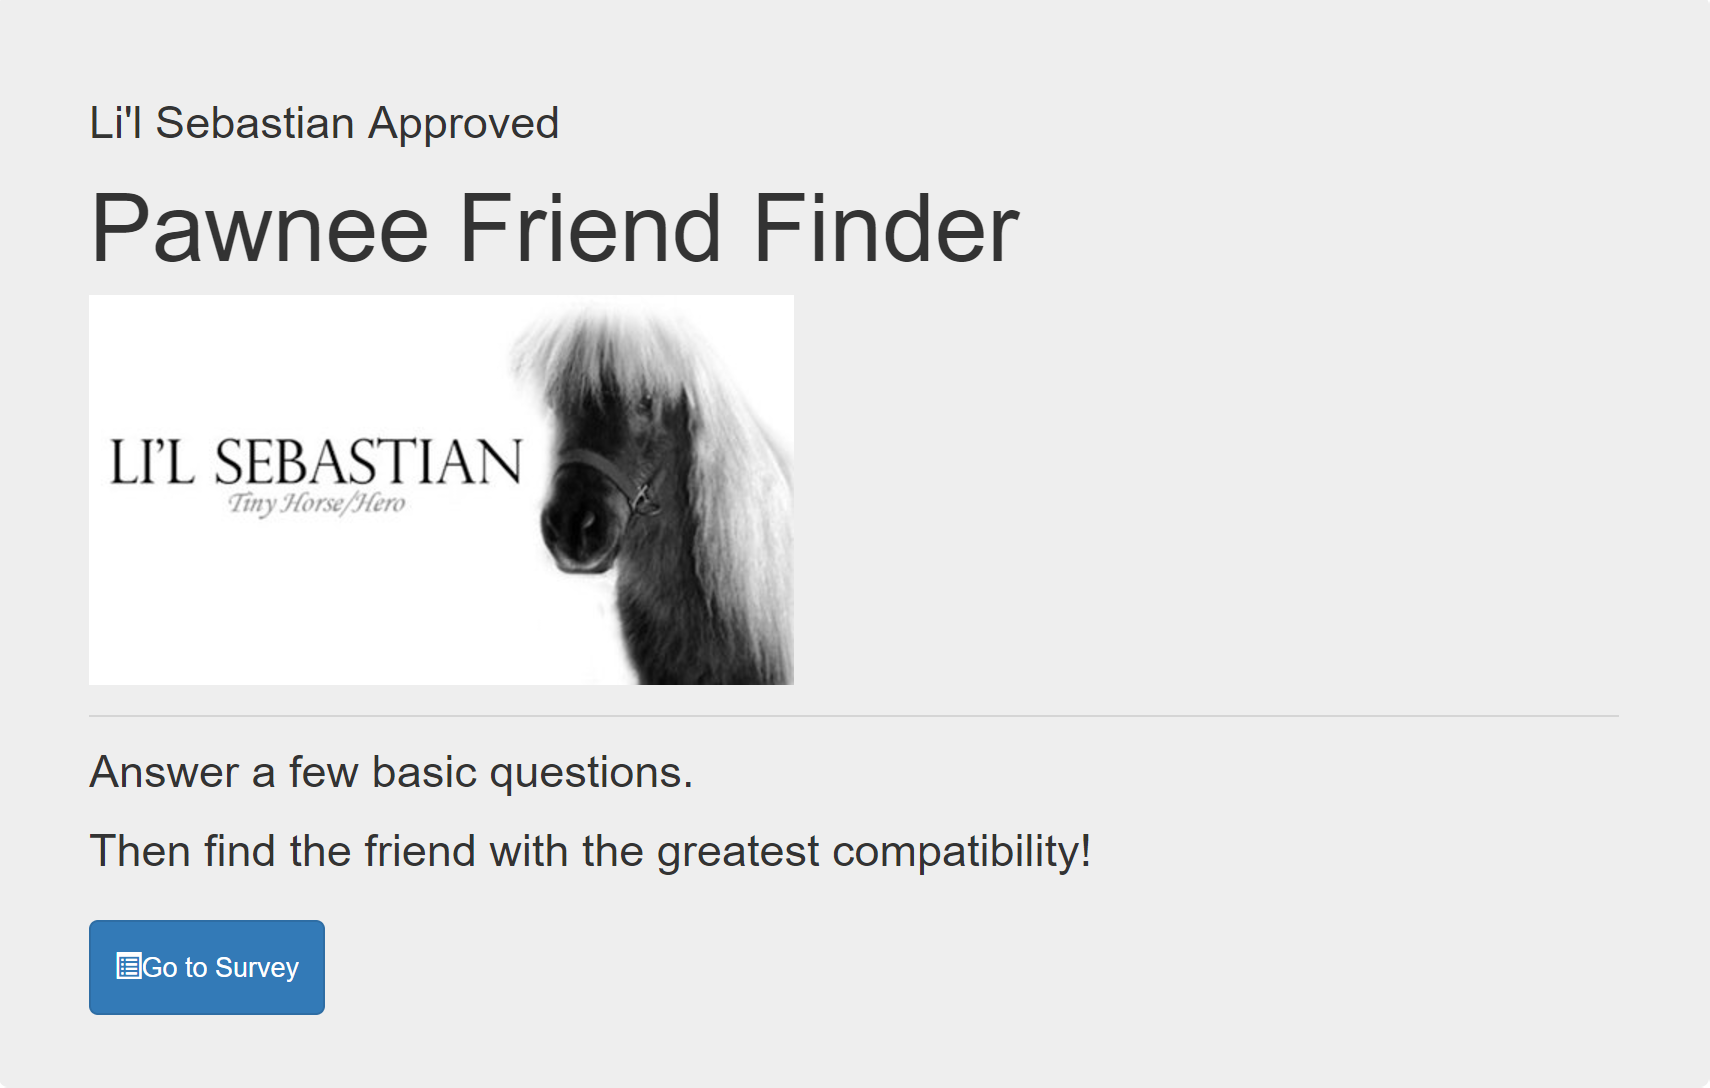 Li'l Sebastian Approved
Pawnee Friend Finder
LI'L SEBASTIAN
Tiny Horse/Hero
Answer a few basic questions.
Then find the friend with the greatest compatibility!
Go to Survey